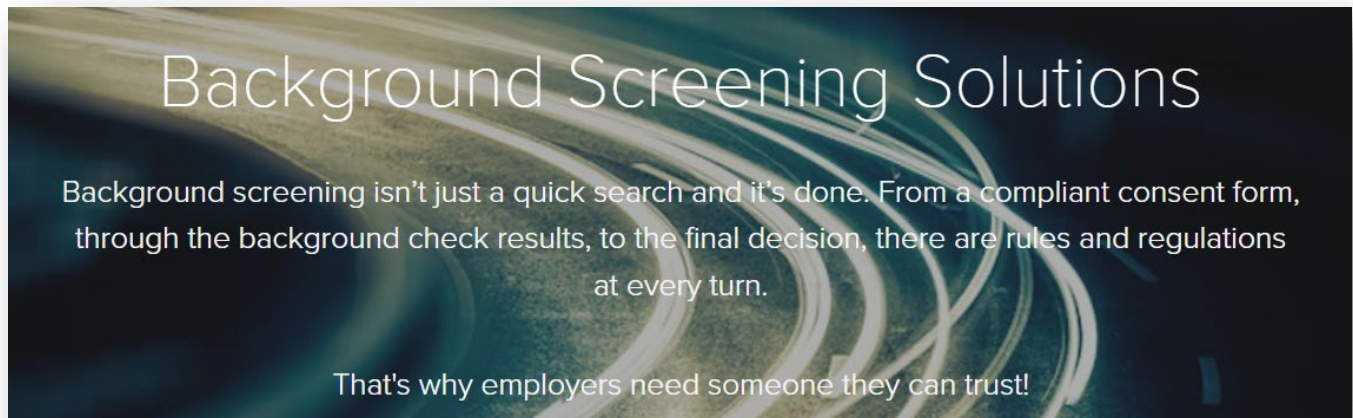 Background Screening Solutions
Background screening isn’t just a quick search and it’s done. From a compliant consent form,
through the background check results, to the final decision, there are rules and regulations
at every turn.
That's why employers need someone they can trust!